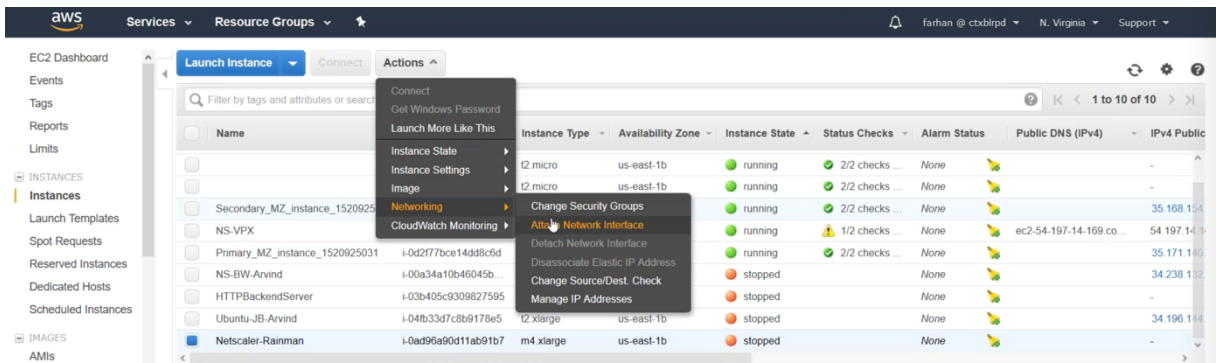 aws Services Resource Groups farhan @ ctxblrpd N. Virginia Support
EC2 Dashboard
Events
Tags
Reports
Limits
INSTANCES
Instances
Launch Templates
Spot Requests
Reserved Instances
Dedicated Hosts
Scheduled Instances
IMAGES
AMIs
Launch Instance Connect Actions
Filter by tags and attributes or search 1 to 10 of 10
Connect
Get Windows Password
Launch More Like This
Instance State
Instance Settings
Image
Networking
CloudWatch Monitoring
Change Security Groups
Network Interface
Detach Network Interface
Disassociate Elastic IP Address
Change Source/Dest. Check
Manage IP Addresses
Name Instance Type Availability Zone Instance State Status Checks Alarm Status Public DNS (IPv4) IPv4 Public
t2.micro us-east-1b running 2/2 checks ... None -
t2.micro us-east-1b running 2/2 checks ... None -
Secondary_MZ_instance_1520925 running 2/2 checks ... None 35.168.154
NS-VPX running 1/2 checks ... None ec2-54-197-14-169.co... 54.197.14
Primary_MZ_instance_1520925031 i-0d2f77bce14dd8c6d running 2/2 checks ... None 35.171.140
NS-BW-Arvind i-00a34a10b46045b... stopped None 34.238.132
HTTPBackendServer i-03b405c9309827595 stopped None -
Ubuntu-JB-Arvind i-04fb33d7c8b9178e5 t2.xlarge us-east-1b stopped None 34.196.144
Netscaler-Rainman i-0ad96a90d11ab91b7 m4.xlarge us-east-1b stopped None -